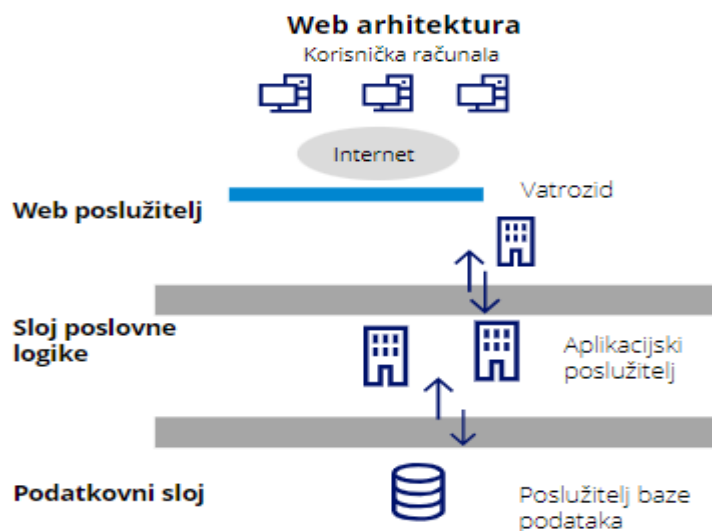 Web arhitektura
Korisnička računala
Internet
Vatrozid
Web poslužitelj
Sloj poslovne
logike
Aplikacijski
poslužitelj
Podatkovni sloj
Poslužitelj baze
podataka